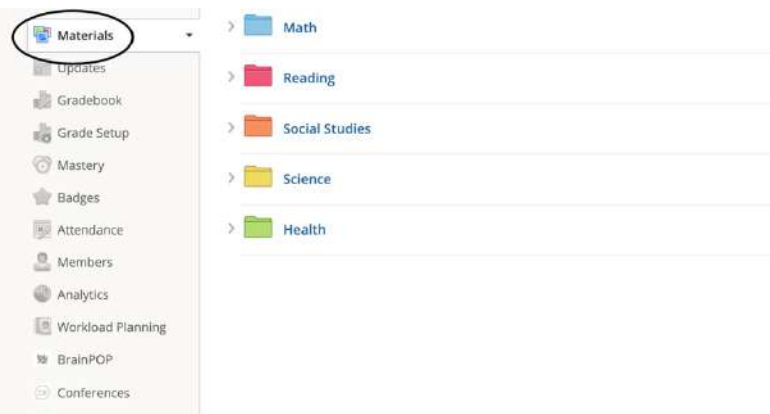 Materials
Updates
Gradebook
Grade Setup
Mastery
Badges
Attendance
Members
Analytics
Workload Planning
BrainPOP
Conferences
Math
Reading
Social Studies
Science
Health